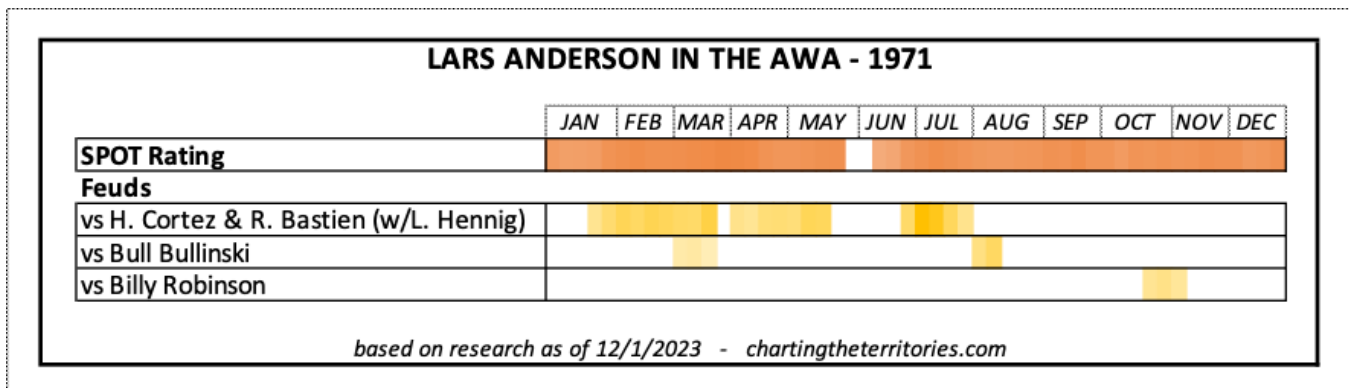 LARS ANDERSON IN THE AWA - 1971
JAN FEB MAR APR MAY JUN JUL AUG SEP OCT NOV DEC
SPOT Rating
Feuds
vs H. Cortez & R. Bastien (w/L. Hennig)
vs Bull Bullinski
vs Billy Robinson
based on research as of 12/1/2023 - chartingtheterritories.com